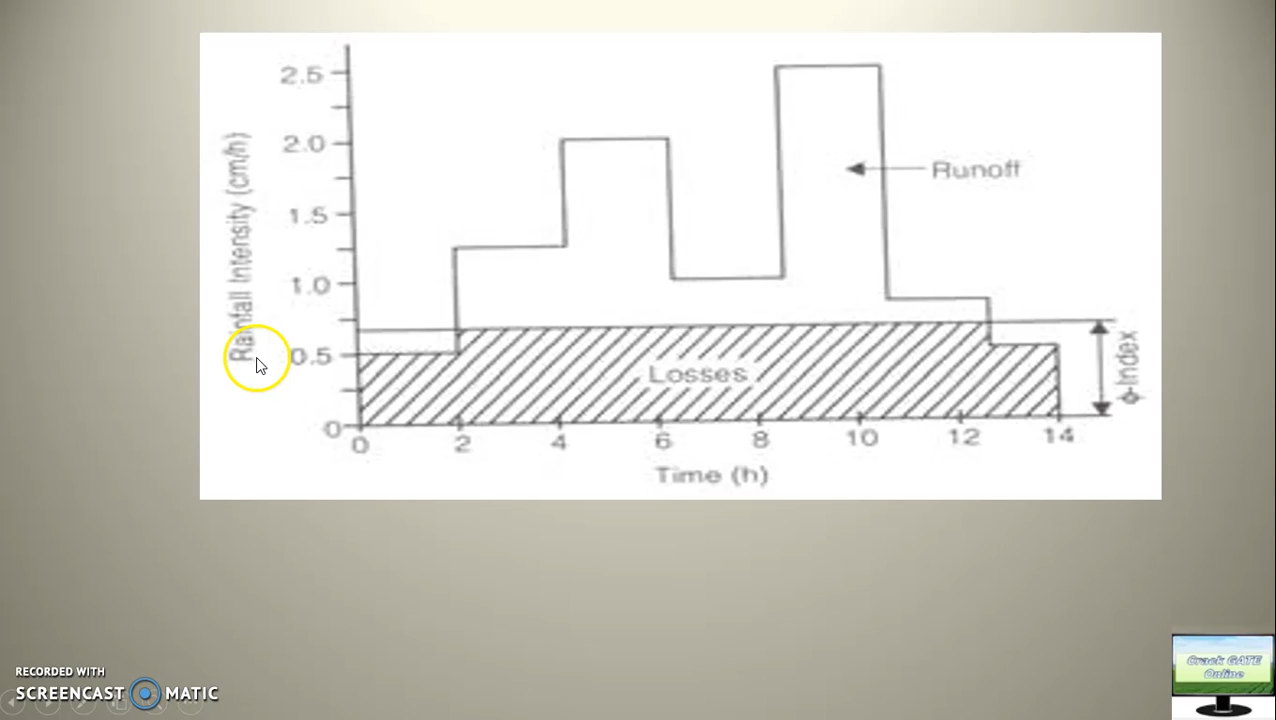 Rainfall Intensity (cm/h)
2.5
2.0
1.5
1.0
0.5
0
Runoff
Losses
ϕ-Index
0 2 4 6 8 10 12 14
Time (h)
RECORDED WITH
SCREENCAST MATIC
Crack GATE
Online